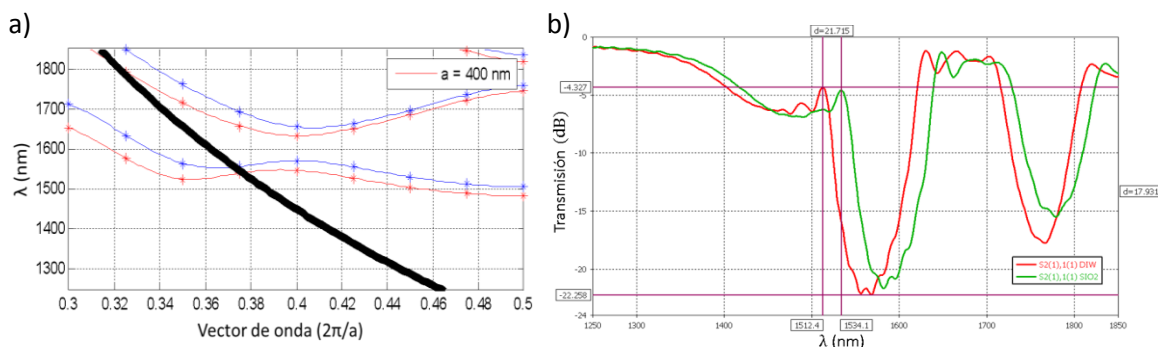 a)
λ (nm)
1800
1700
1600
1500
1400
1300
0.3 0.32 0.34 0.36 0.38 0.4 0.42 0.44 0.46 0.48 0.5
Vector de onda (2π/a)
a = 400 nm
b)
d=21.715
Transmisión (dB)
0
-4.327
-5
-10
-15
-20
-22.258
-24
d=17.931
S2(1),1(1) DIW
S2(1),1(1) SIO2
1250 1400 1512.4 1534.1 1600 1700 1850
λ (nm)